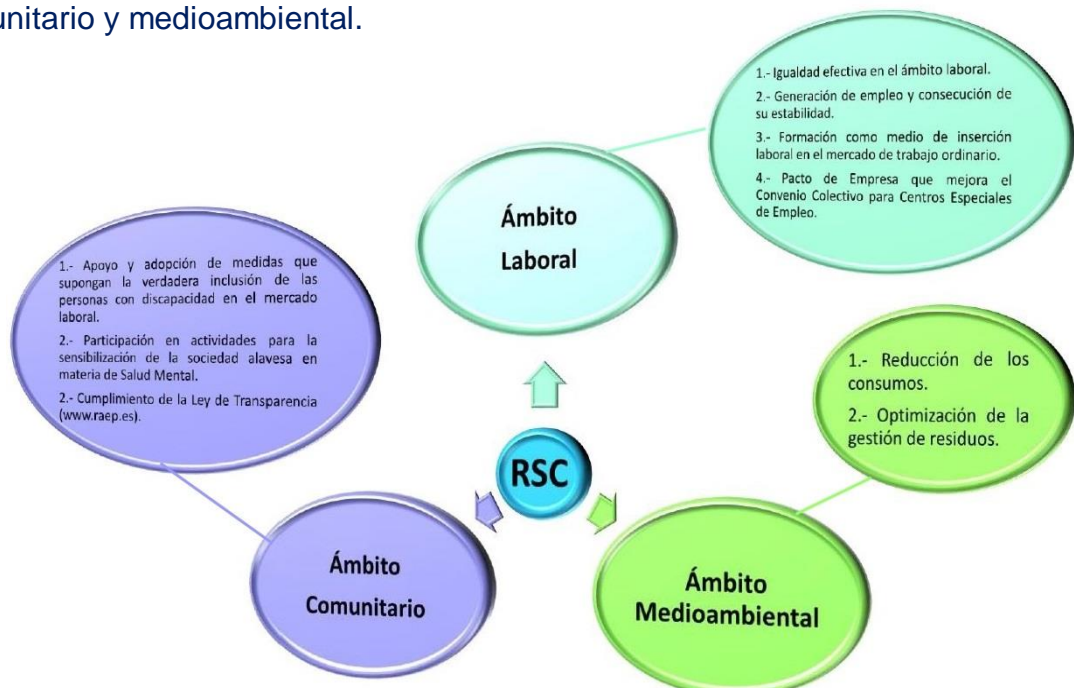 unitario y medioambiental.
1.- Igualdad efectiva en el ámbito laboral.
2.- Generación de empleo y consecución de
su estabilidad.
3.- Formación como medio de inserción
laboral en el mercado de trabajo ordinario.
4.- Pacto de Empresa que mejora el
Convenio Colectivo para Centros Especiales
de Empleo.
Ámbito
Laboral
1.- Apoyo y adopción de medidas que
supongan la verdadera inclusión de las
personas con discapacidad en el mercado
laboral.
2.- Participación en actividades para la
sensibilización de la sociedad alavesa en
materia de Salud Mental.
2.- Cumplimiento de la Ley de Transparencia
(www.raep.es).
1.- Reducción de los
consumos.
2.- Optimización de la
gestión de residuos.
RSC
Ámbito
Comunitario
Ámbito
Medioambiental